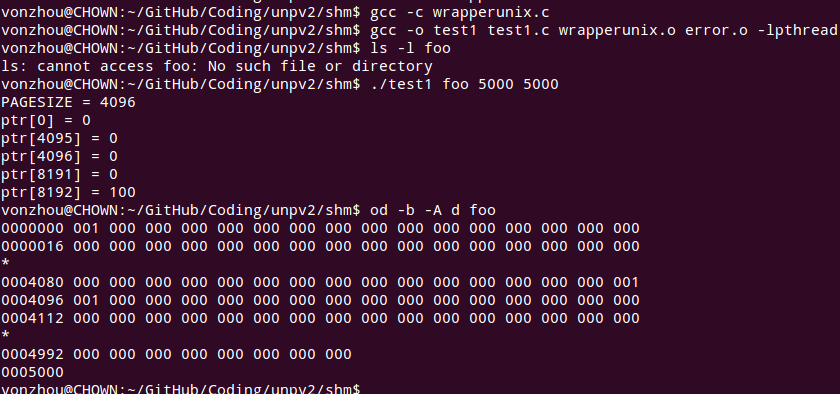 vonzhou@CHOWN:~/GitHub/Coding/unpv2/shm$ gcc -c wrapperunix.c
vonzhou@CHOWN:~/GitHub/Coding/unpv2/shm$ gcc -o test1 test1.c wrapperunix.o error.o -lpthread
vonzhou@CHOWN:~/GitHub/Coding/unpv2/shm$ ls -l foo
ls: cannot access foo: No such file or directory
vonzhou@CHOWN:~/GitHub/Coding/unpv2/shm$ ./test1 foo 5000 5000
PAGESIZE = 4096
ptr[0] = 0
ptr[4095] = 0
ptr[4096] = 0
ptr[8191] = 0
ptr[8192] = 100
vonzhou@CHOWN:~/GitHub/Coding/unpv2/shm$ od -b -A d foo
0000000 001 000 000 000 000 000 000 000 000 000 000 000 000 000 000 000
0000016 000 000 000 000 000 000 000 000 000 000 000 000 000 000 000 000
*
0004080 000 000 000 000 000 000 000 000 000 000 000 000 000 000 000 001
0004096 001 000 000 000 000 000 000 000 000 000 000 000 000 000 000 000
0004112 000 000 000 000 000 000 000 000 000 000 000 000 000 000 000 000
*
0004992 000 000 000 000 000 000 000 000
0005000
vonzhou@CHOWN:~/GitHub/Coding/unpv2/shm$